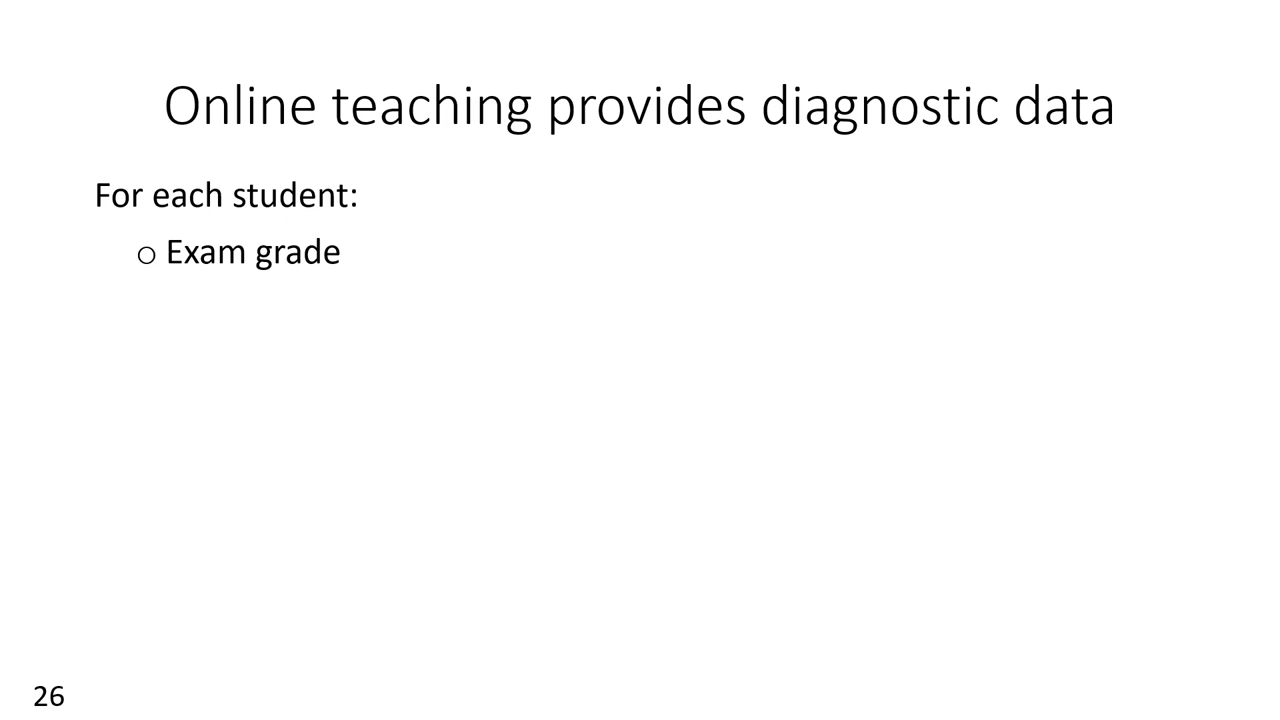 Online teaching provides diagnostic data
For each student:
○ Exam grade
26